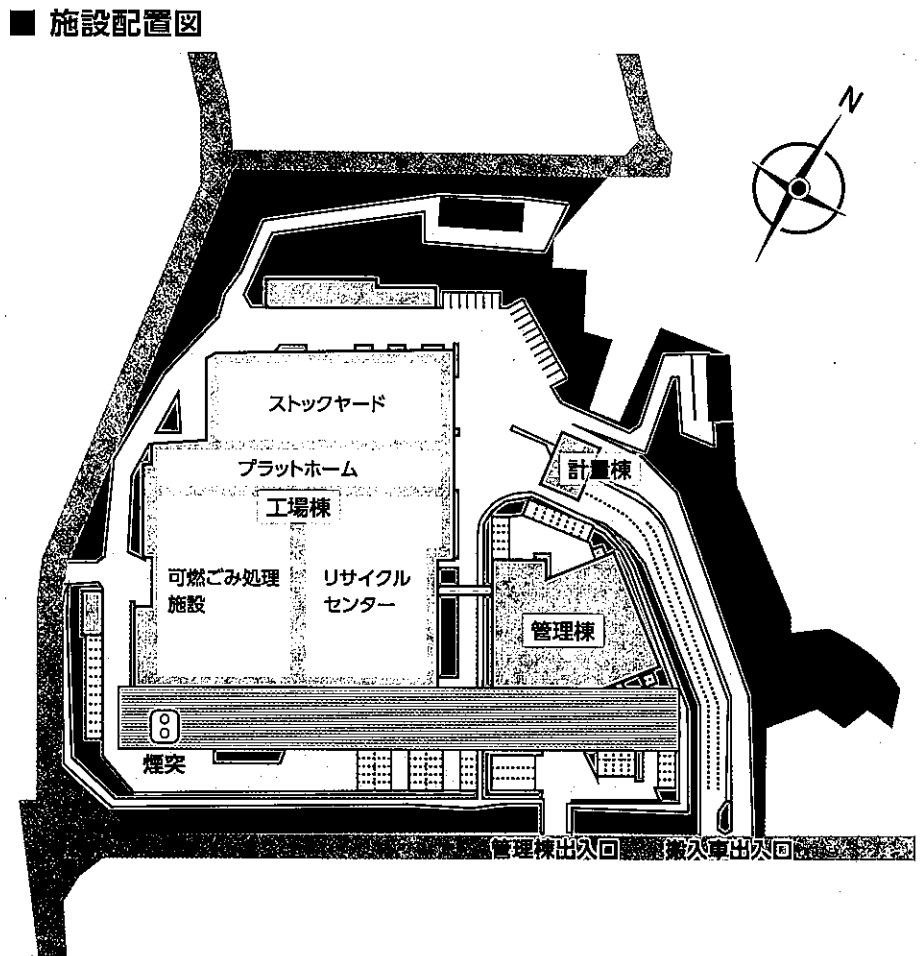 ■ 施設配置図
N
ストックヤード
プラットホーム
計量棟
工場棟
可燃ごみ処理
施設
リサイクル
センター
管理棟
煙突
管理棟出入口
搬入車出入口